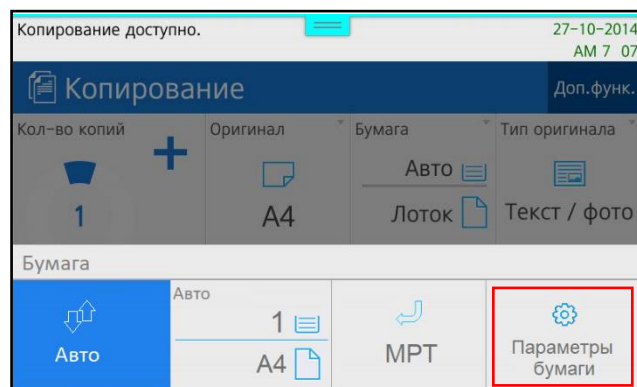 Копирование доступно.
27-10-2014
AM 7 07
Копирование
Доп.функ.
Кол-во копий
Оригинал
Бумага
Тип оригинала
Авто
1
A4
Лоток
Текст / фото
Бумага
Авто
Авто
1
A4
MPT
Параметры
бумаги